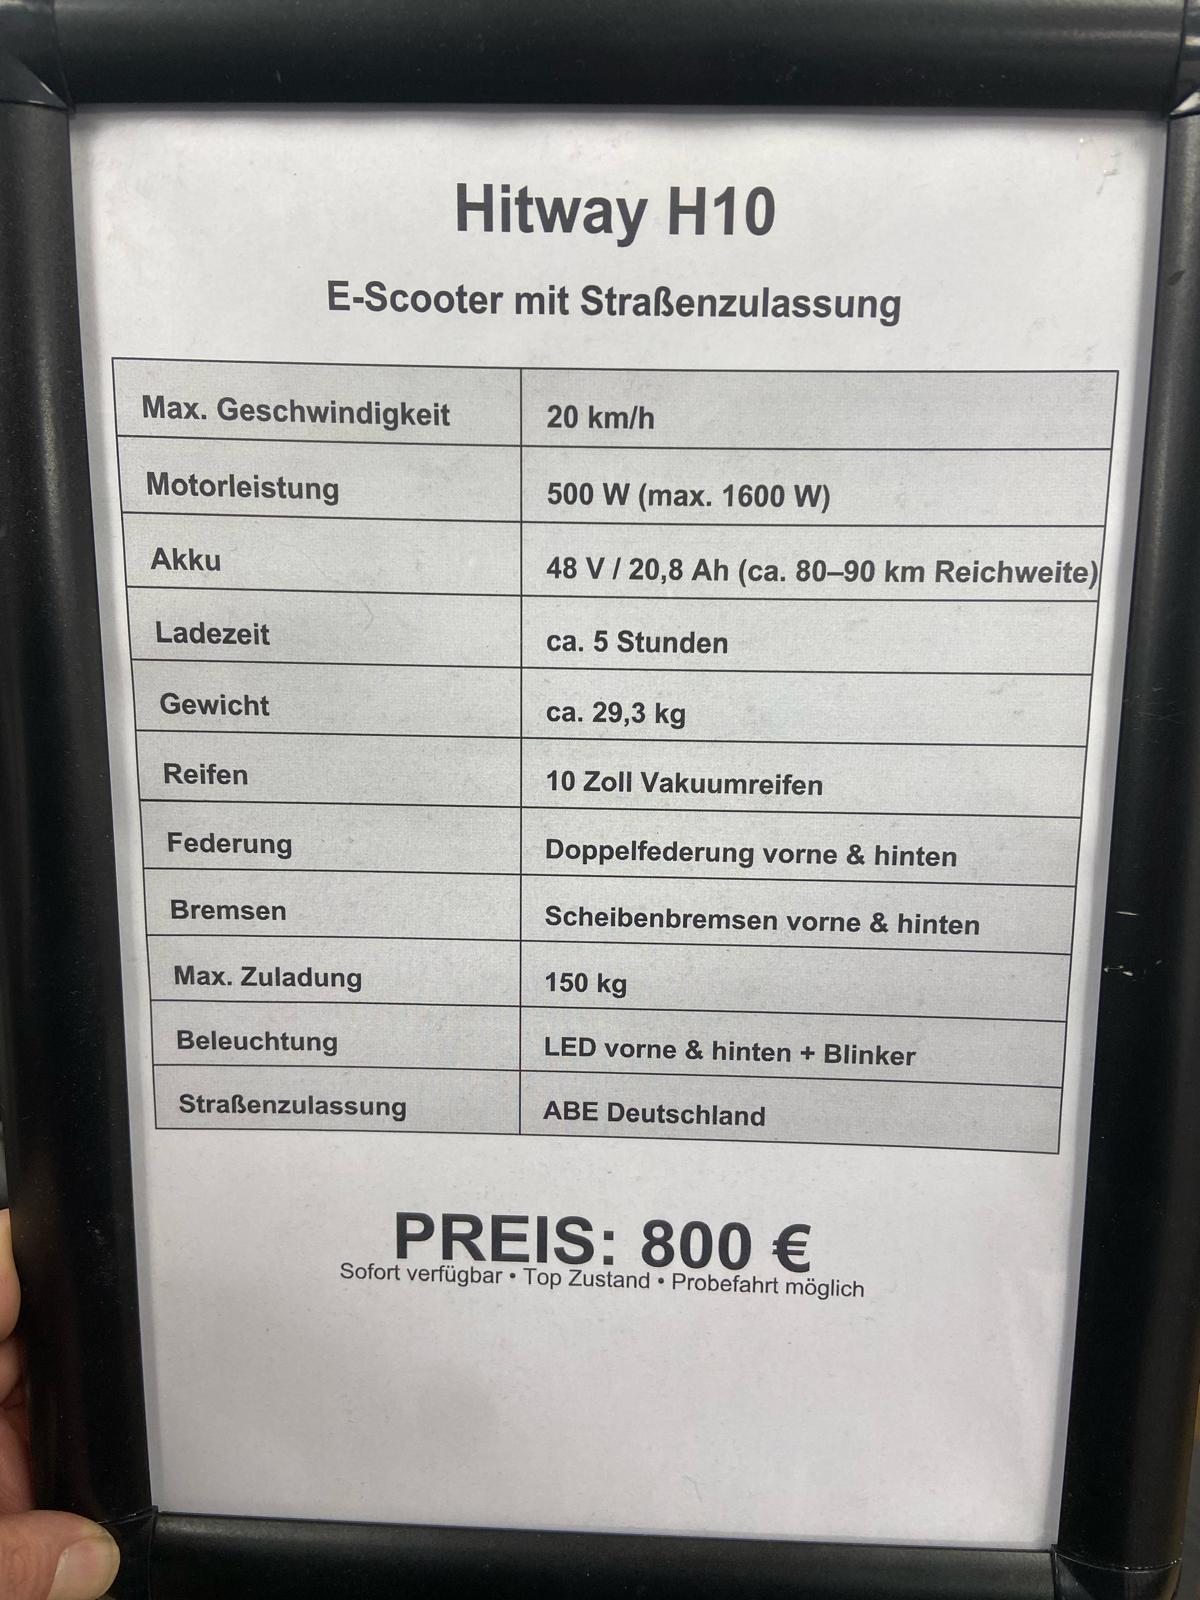 Hitway H10
E-Scooter mit Straßenzulassung
Max. Geschwindigkeit 20 km/h
Motorleistung 500 W (max. 1600 W)
Akku 48 V / 20,8 Ah (ca. 80–90 km Reichweite)
Ladezeit ca. 5 Stunden
Gewicht ca. 29,3 kg
Reifen 10 Zoll Vakuumreifen
Federung Doppelfederung vorne & hinten
Bremsen Scheibenbremsen vorne & hinten
Max. Zuladung 150 kg
Beleuchtung LED vorne & hinten + Blinker
Straßenzulassung ABE Deutschland
PREIS: 800 €
Sofort verfügbar • Top Zustand • Probefahrt möglich